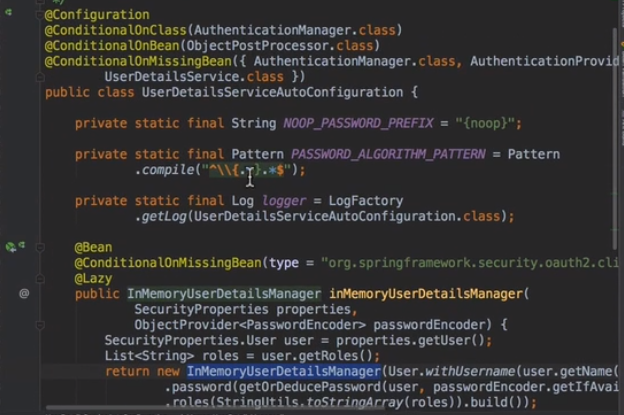 */
@Configuration
@ConditionalOnClass(AuthenticationManager.class)
@ConditionalOnBean(ObjectPostProcessor.class)
@ConditionalOnMissingBean({ AuthenticationManager.class, AuthenticationProvid
UserDetailsService.class })
public class UserDetailsServiceAutoConfiguration {
private static final String NOOP_PASSWORD_PREFIX = "{noop}";
private static final Pattern PASSWORD_ALGORITHM_PATTERN = Pattern
.compile("^\\{.+}.*$");
private static final Log logger = LogFactory
.getLog(UserDetailsServiceAutoConfiguration.class);
@Bean
@ConditionalOnMissingBean(type = "org.springframework.security.oauth2.cli
@Lazy
@ public InMemoryUserDetailsManager inMemoryUserDetailsManager(
SecurityProperties properties,
ObjectProvider<PasswordEncoder> passwordEncoder) {
SecurityProperties.User user = properties.getUser();
List<String> roles = user.getRoles();
return new InMemoryUserDetailsManager(User.withUsername(user.getName(
.password(getOrDeducePassword(user, passwordEncoder.getIfAvai
.roles(StringUtils.toStringArray(roles)).build());